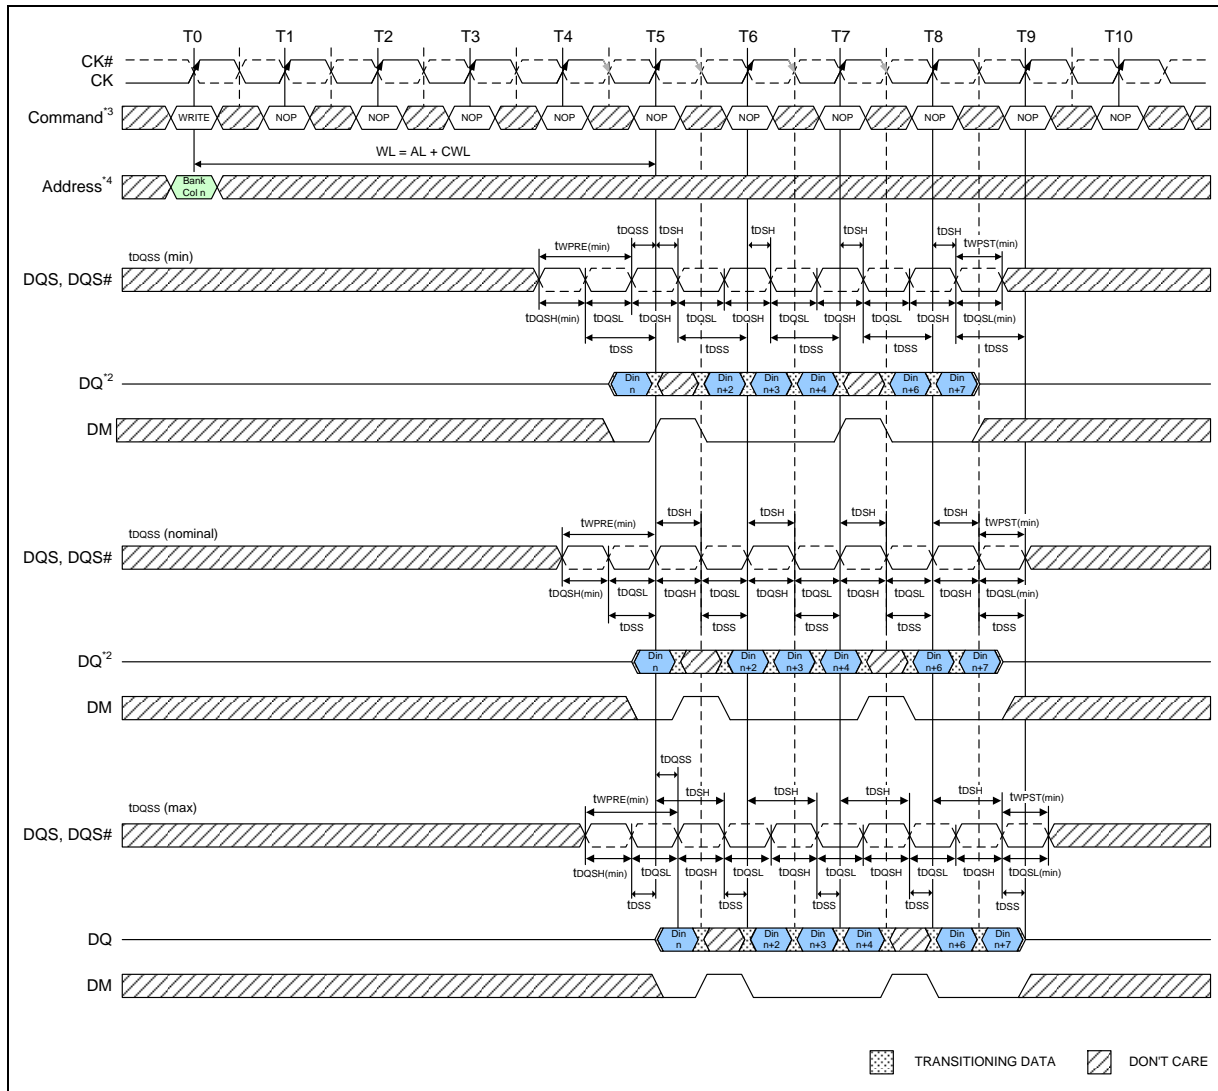 T0 T1 T2 T3 T4 T5 T6 T7 T8 T9 T10
CK#
CK
Command*3 WRITE NOP NOP NOP NOP NOP NOP NOP NOP NOP NOP
WL = AL + CWL
Address*4 Bank Col n
tDQSS tDSH tDSH tDSH tDSH
tDQSS (min) tWPRE(min) tWPST(min)
DQS, DQS#
tDQSH(min) tDQSL tDQSH tDQSL tDQSH tDQSL tDQSH tDQSL tDQSH tDQSL(min)
tDSS tDSS tDSS tDSS tDSS
DQ*2 Din n Din n+2 Din n+3 Din n+4 Din n+6 Din n+7
DM
tDSH tDSH tDSH tDSH
tDQSS (nominal) tWPRE(min) tWPST(min)
DQS, DQS#
tDQSH(min) tDQSL tDQSH tDQSL tDQSH tDQSL tDQSH tDQSL tDQSH tDQSL(min)
tDSS tDSS tDSS tDSS tDSS
DQ*2 Din n Din n+2 Din n+3 Din n+4 Din n+6 Din n+7
DM
tDQSS
tDQSS (max) tWPRE(min) tDSH tDSH tDSH tDSH tWPST(min)
DQS, DQS#
tDQSH(min) tDQSL tDQSH tDQSL tDQSH tDQSL tDQSH tDQSL tDQSH tDQSL(min)
tDSS tDSS tDSS tDSS tDSS
DQ Din n Din n+2 Din n+3 Din n+4 Din n+6 Din n+7
DM
TRANSITIONING DATA DON'T CARE